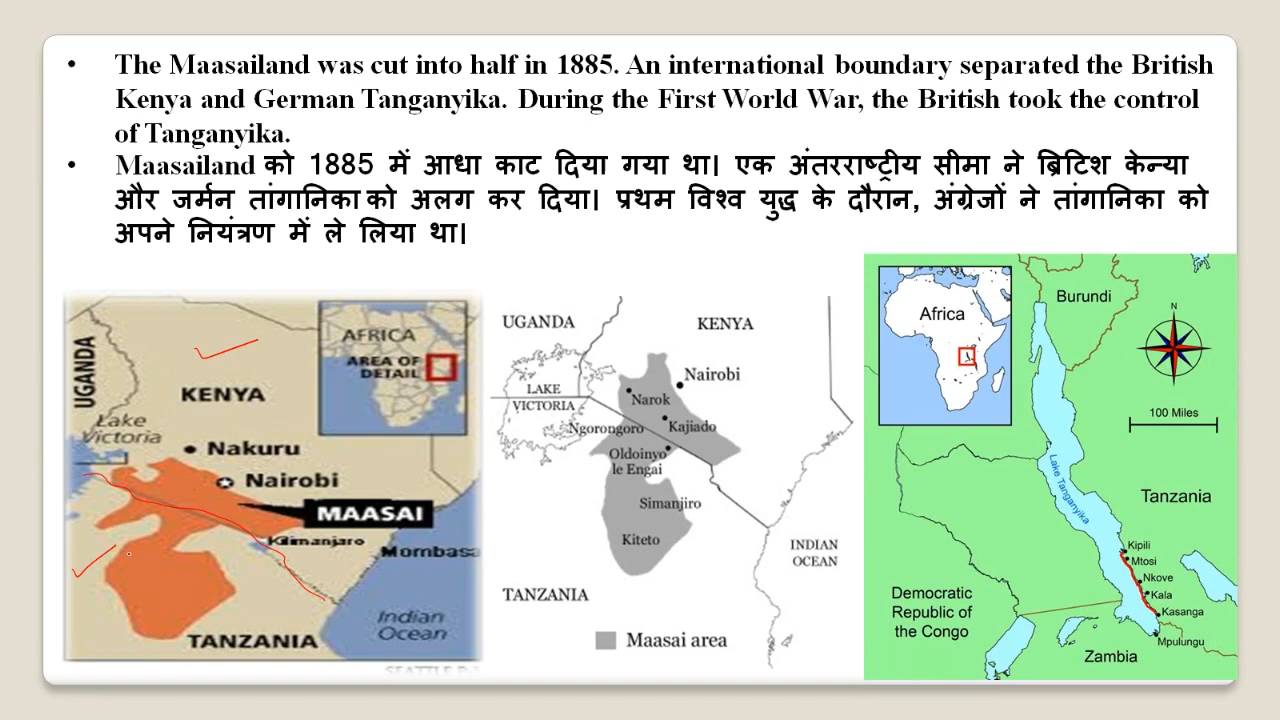 • The Maasailand was cut into half in 1885. An international boundary separated the British
Kenya and German Tanganyika. During the First World War, the British took the control
of Tanganyika.
• Maasailand को 1885 में आधा काट दिया गया था। एक अंतरराष्ट्रीय सीमा ने ब्रिटिश केन्या
और जर्मन तांगानिका को अलग कर दिया। प्रथम विश्व युद्ध के दौरान, अंग्रेजों ने तांगानिका को
अपने नियंत्रण में ले लिया था।
UGANDA
KENYA
AFRICA
AREA OF
DETAIL
Lake
Victoria
Nakuru
Nairobi
MAASAI
Kilimanjaro
Mombasa
Indian
Ocean
TANZANIA
UGANDA
KENYA
LAKE
VICTORIA
Nairobi
Narok
Ngorongoro
Kajiado
Oldoinyo
le Engai
Simanjiro
Kiteto
INDIAN
OCEAN
TANZANIA
Maasai area
Africa
Burundi
N
100 Miles
Lake Tanganyika
Tanzania
Kipili
Mtosi
Nkove
Kala
Kasanga
Mpulungu
Democratic
Republic of
the Congo
Zambia